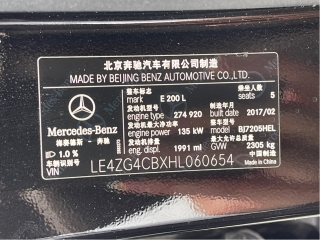 北京奔驰汽车有限公司制造
MADE BY BEIJING BENZ AUTOMOTIVE CO.,LTD.
整车标志 乘坐人数
mark E 200 L seats 5
发动机型号 制造年月
engine type 274 920 built date 2017/02
发动机最大净功率 整车型号
engine power 135 kW model BJ7205HEL
发动机排量 最大允许总质量
eng. displ. 1991 ml GVW 2305 kg
Mercedes-Benz
梅赛德斯－奔驰
1.0 %
车辆识别代号
VIN LE4ZG4CBXHL060654
中国制造
Made in China